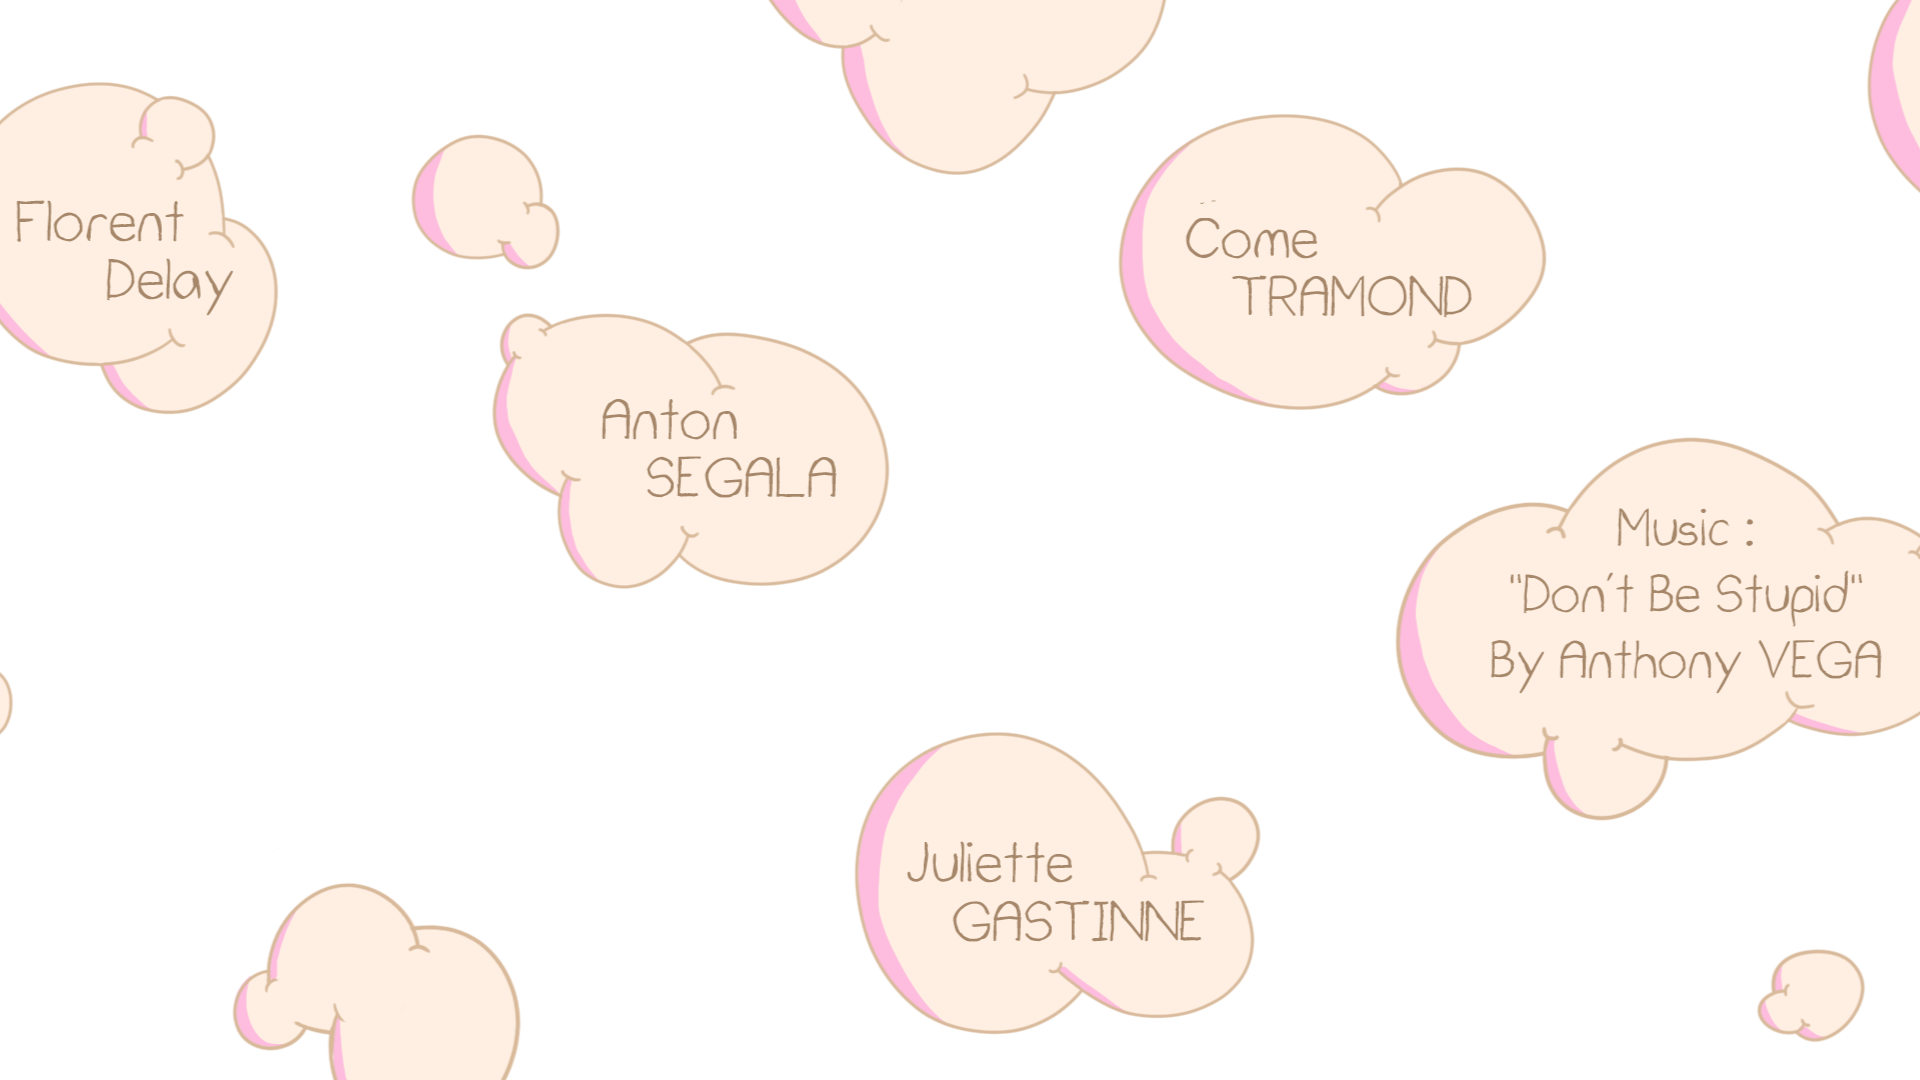 Florent
Delay
Anton
SEGALA
Come
TRAMOND
Music :
"Don't Be Stupid"
By Anthony VEGA
Juliette
GASTINNE